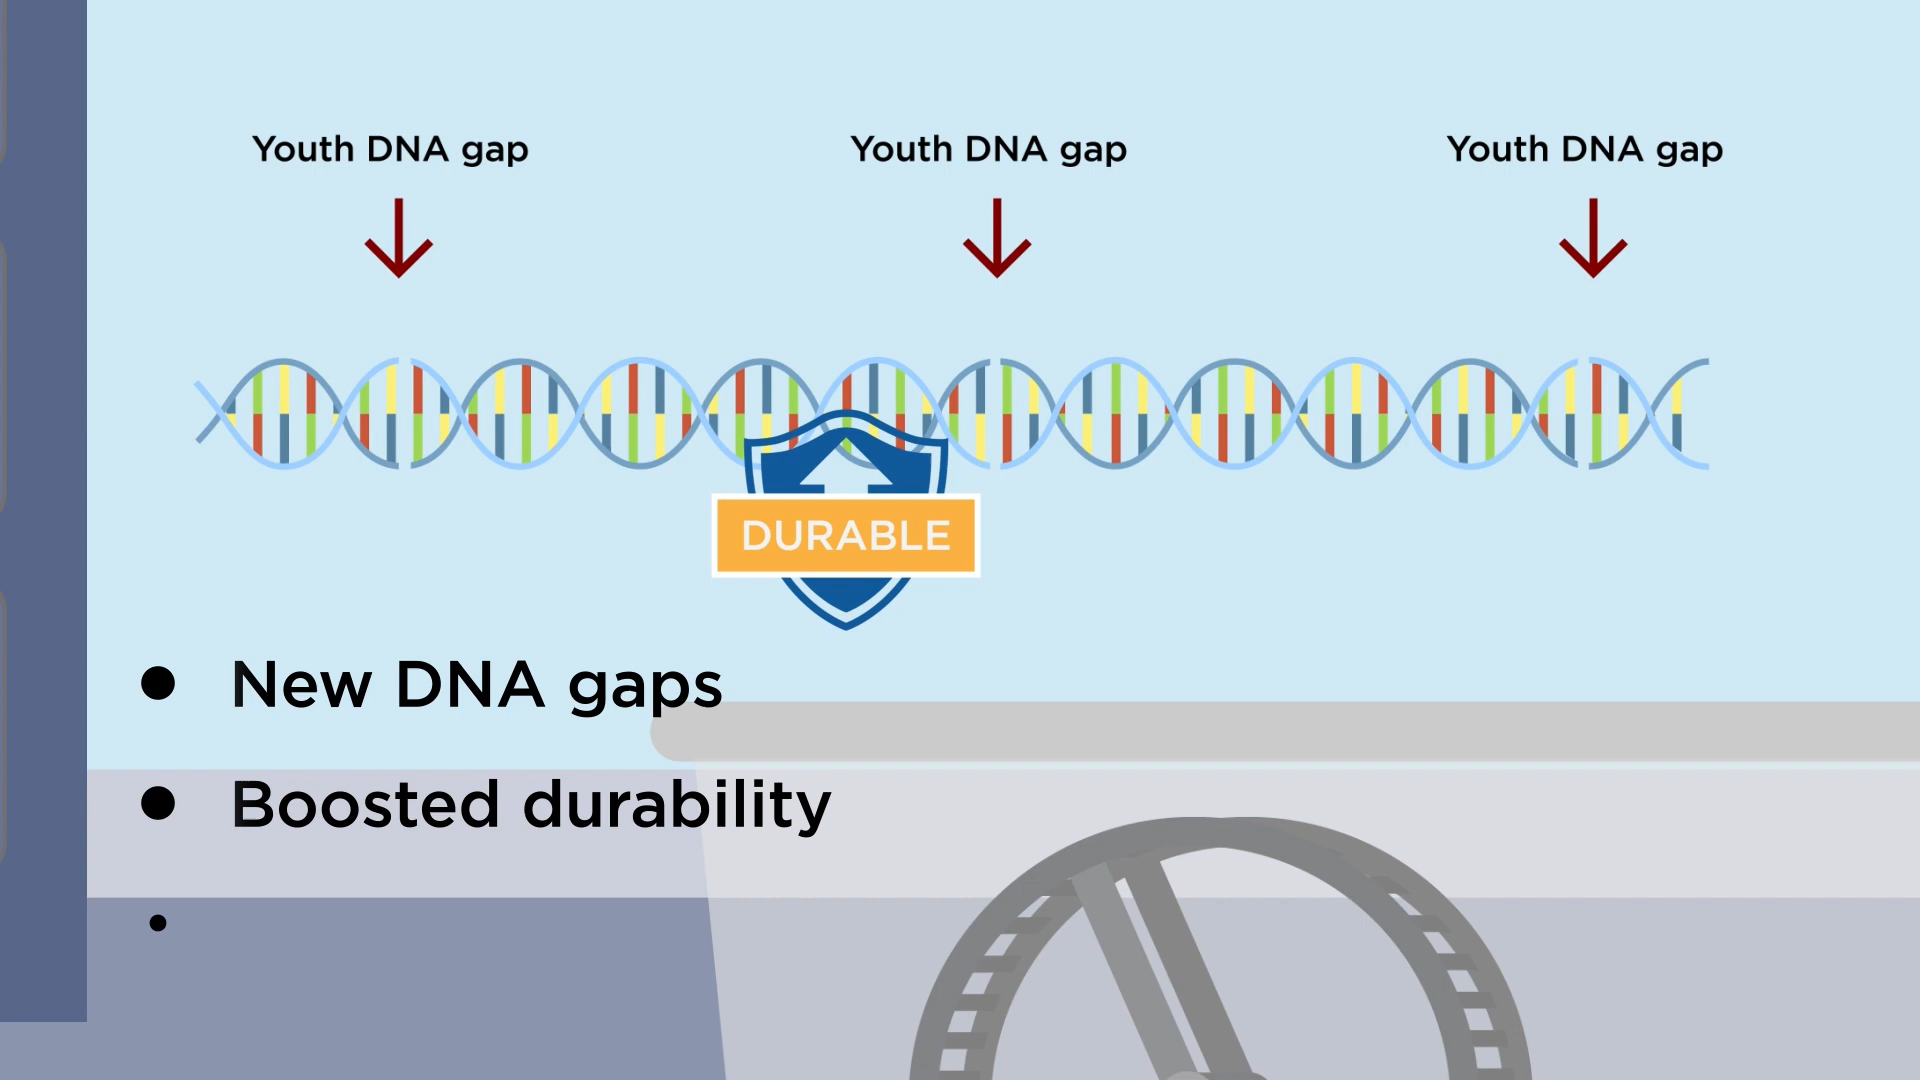 Youth DNA gap Youth DNA gap Youth DNA gap
DURABLE
• New DNA gaps
• Boosted durability
•